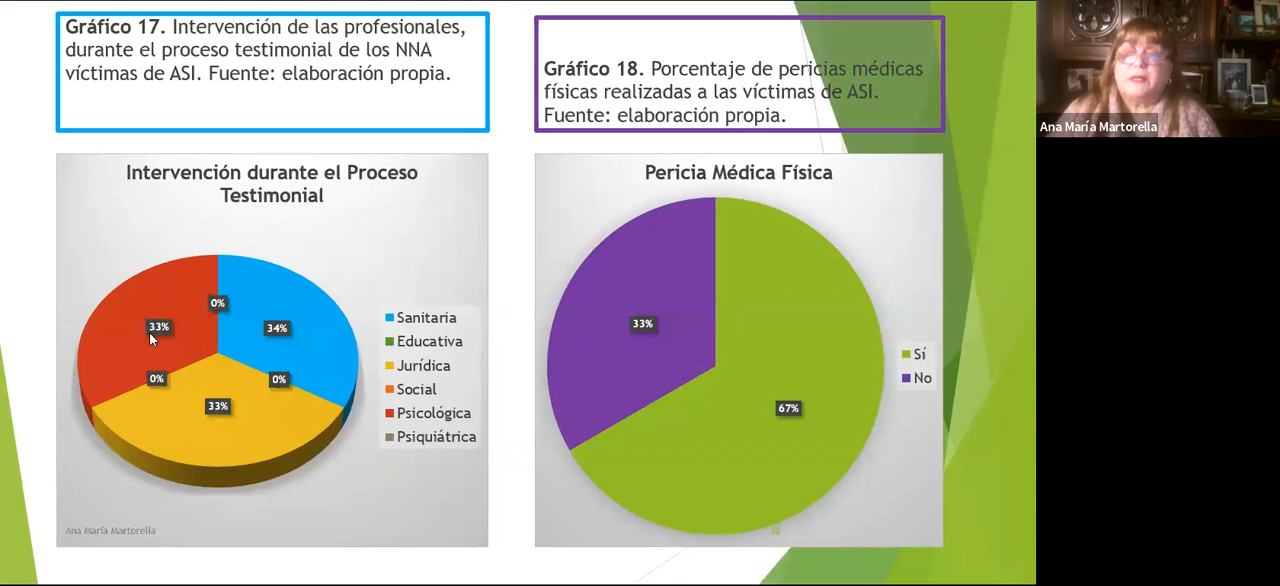 Gráfico 17. Intervención de las profesionales,
durante el proceso testimonial de los NNA
víctimas de ASI. Fuente: elaboración propia.
Gráfico 18. Porcentaje de pericias médicas
físicas realizadas a las víctimas de ASI.
Fuente: elaboración propia.
Ana María Martorella
Intervención durante el Proceso
Testimonial
0%
33%
34%
0%
0%
33%
Sanitaria
Educativa
Jurídica
Social
Psicológica
Psiquiátrica
Ana María Martorella
Pericia Médica Física
33%
67%
Sí
No
32